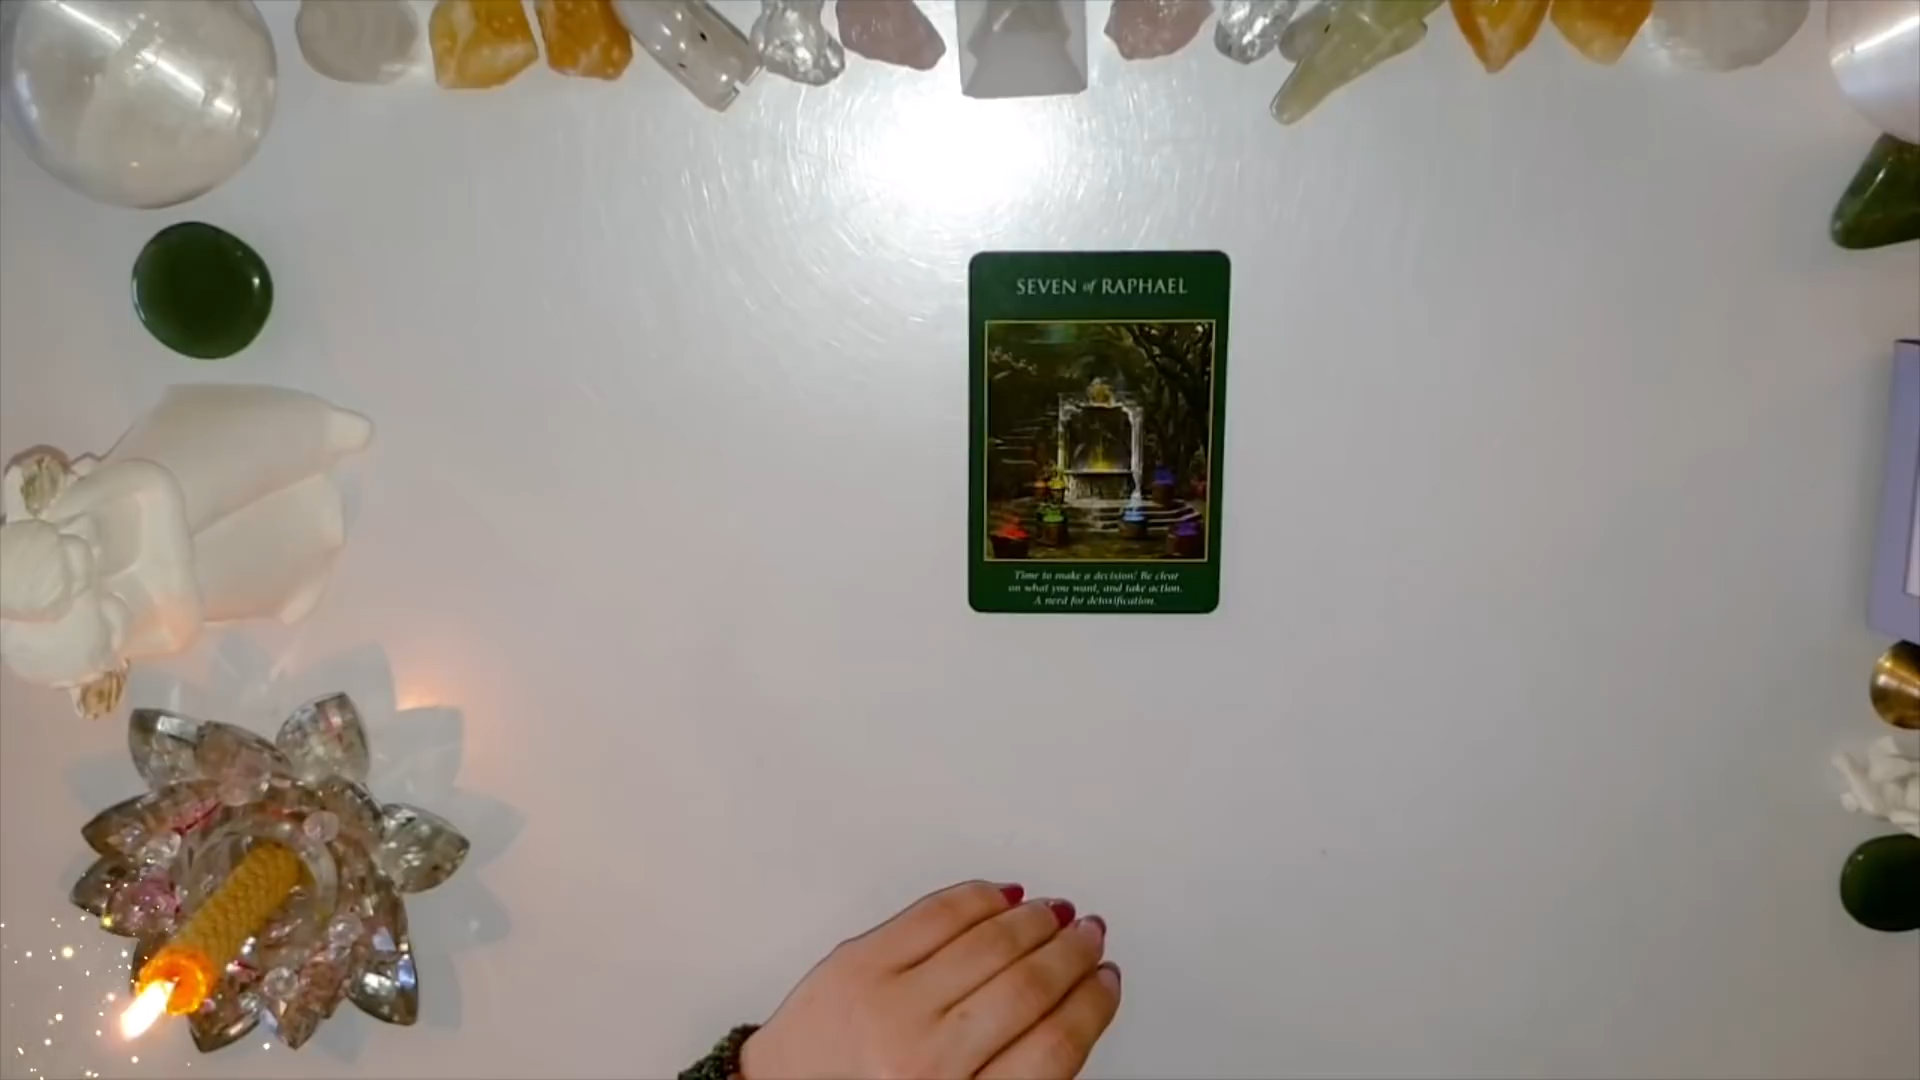 SEVEN of RAPHAEL
Time to make a decision! Be clear
on what you want, and take action.
A need for detoxification.